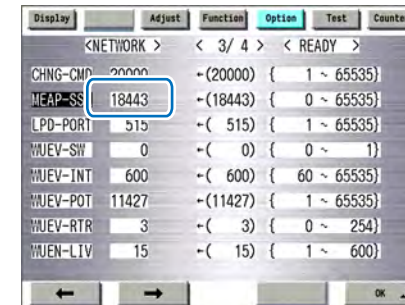 Display Adjust Function Option Test Counte
<NETWORK > < 3/ 4 > < READY >
CHNG-CMD 20000 ←(20000) { 1 ~ 65535}
MEAP-SS 18443 ←(18443) { 0 ~ 65535}
LPD-PORT 515 ←( 515) { 1 ~ 65535}
WUEV-SW 0 ←( 0) { 0 ~ 1}
WUEV-INT 600 ←( 600) { 60 ~ 65535}
WUEV-POT 11427 ←(11427) { 1 ~ 65535}
WUEV-RTR 3 ←( 3) { 0 ~ 254}
WUEN-LIV 15 ←( 15) { 1 ~ 600}
← → OK